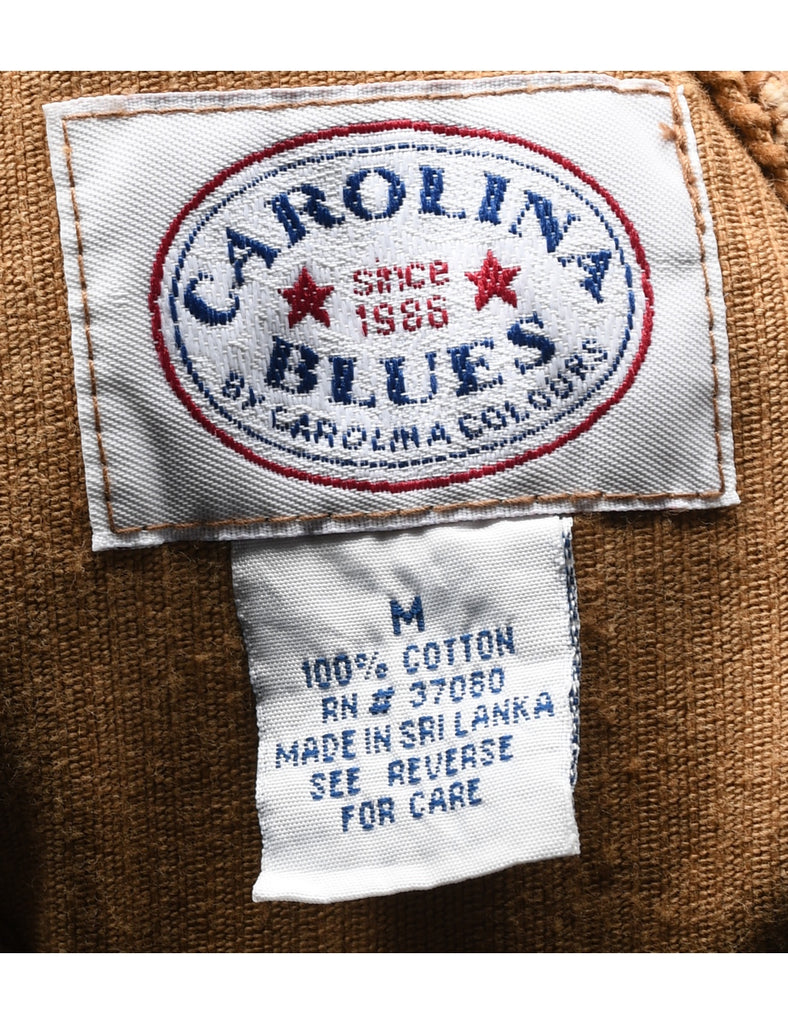 CAROLINA
since
1986
BLUES
BY CAROLINA COLOURS
M
100% COTTON
RN # 37080
MADE IN SRI LANKA
SEE REVERSE
FOR CARE